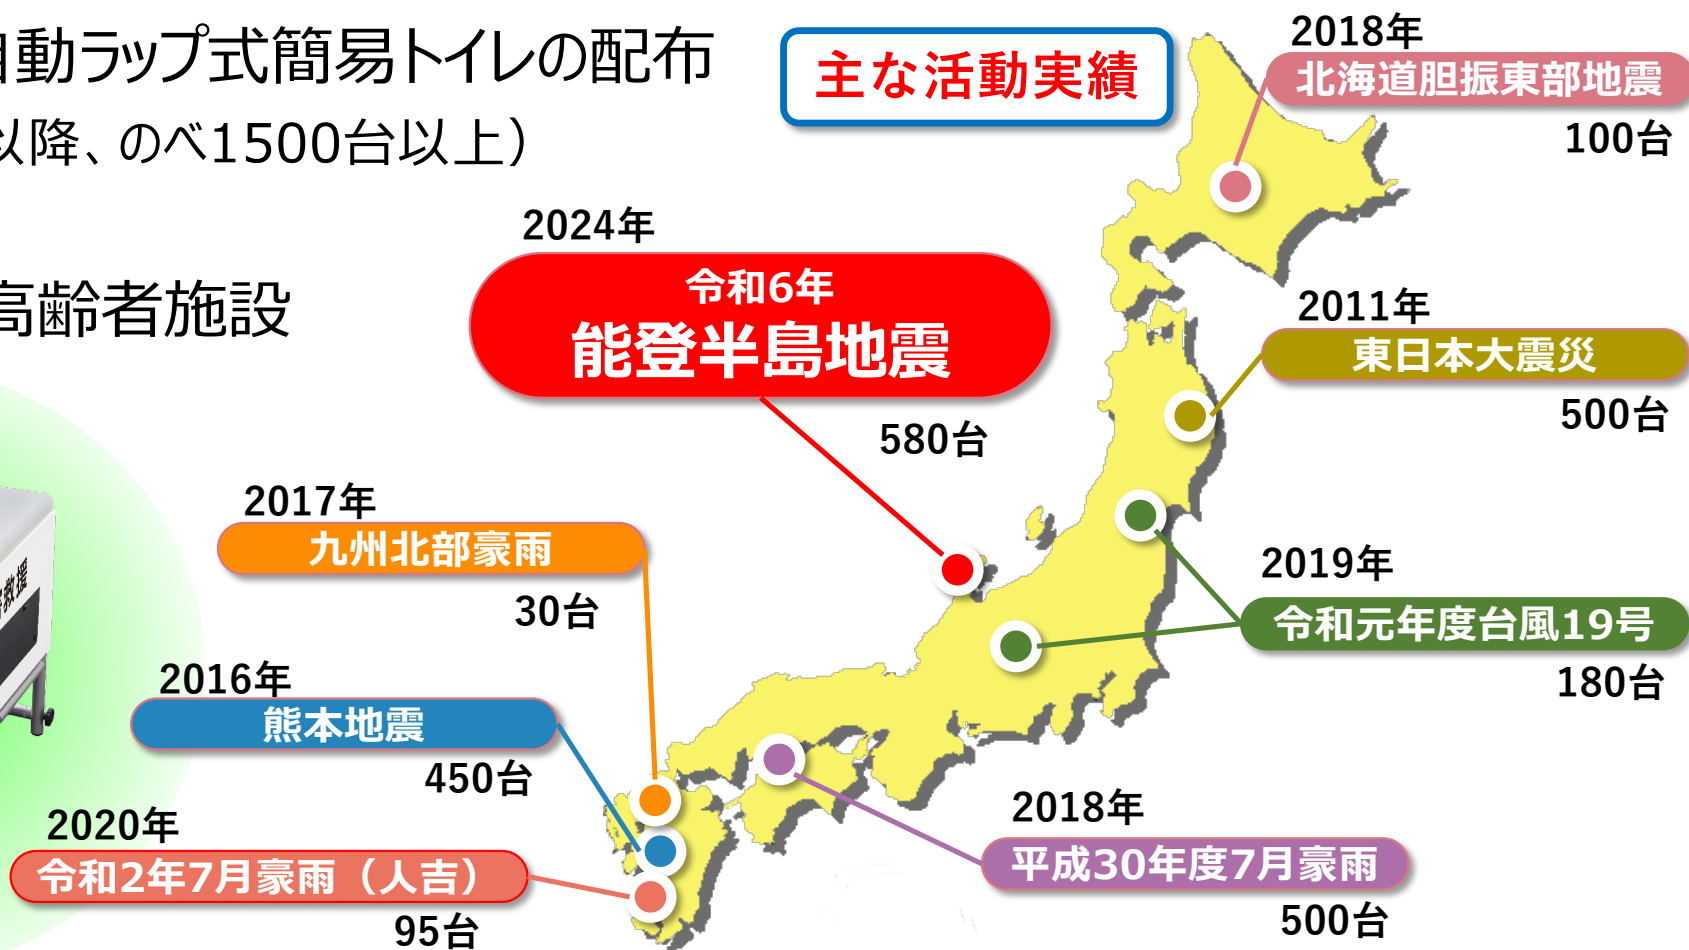 自動ラップ式簡易トイレの配布
以降、のべ1500台以上）
高齢者施設
主な活動実績
2018年
北海道胆振東部地震
100台
2024年
令和6年
能登半島地震
580台
2011年
東日本大震災
500台
2017年
九州北部豪雨
30台
2019年
令和元年度台風19号
180台
2016年
熊本地震
450台
2018年
平成30年度7月豪雨
500台
2020年
令和2年7月豪雨（人吉）
95台
救援